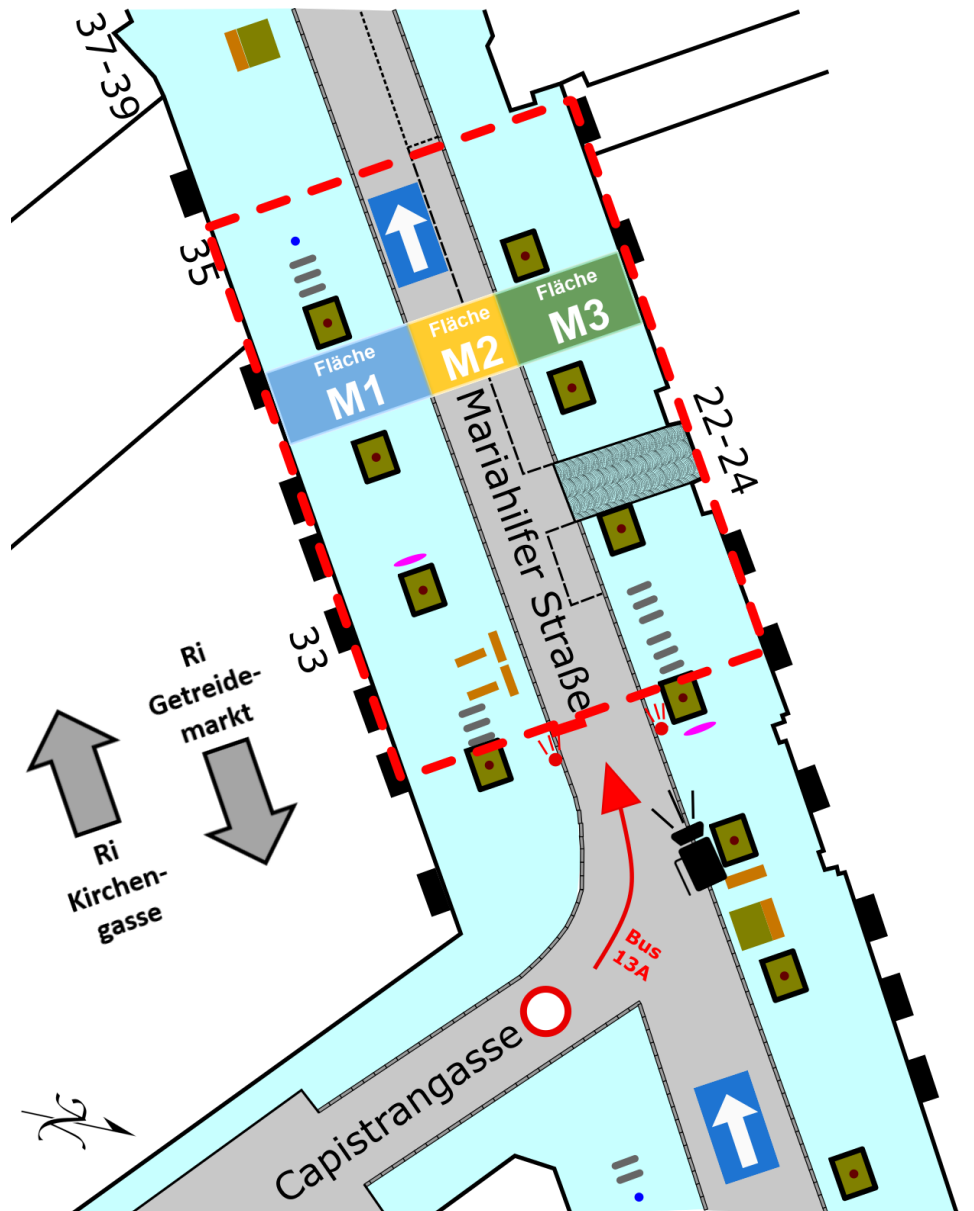 37-39
35
Fläche
M1
Fläche
M2
Fläche
M3
22-24
Mariahilfer Straße
33
Ri
Getreide-
markt
Ri
Kirchen-
gasse
Bus
13A
Capistrangasse
N